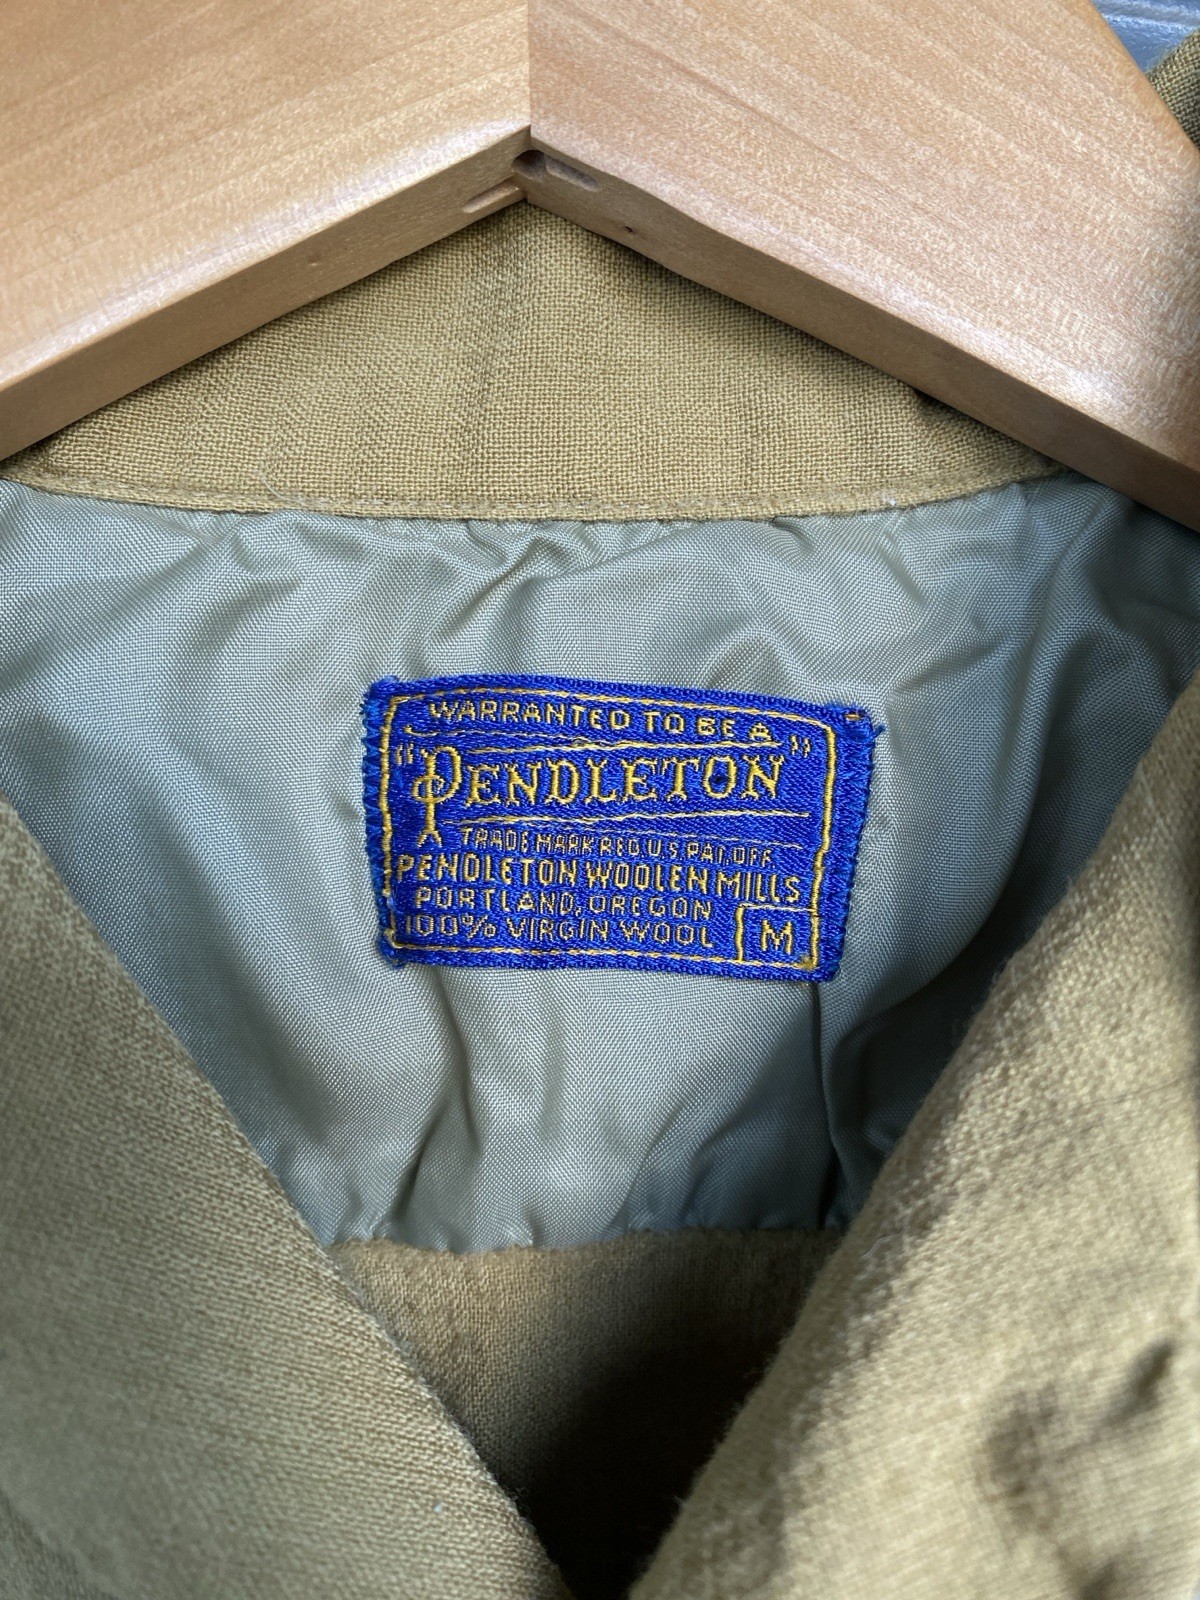 WARRANTED TO BE A
"PENDLETON"
TRADE MARK REG. U.S. PAT. OFF.
PENDLETON WOOLEN MILLS
PORTLAND, OREGON
100% VIRGIN WOOL
M